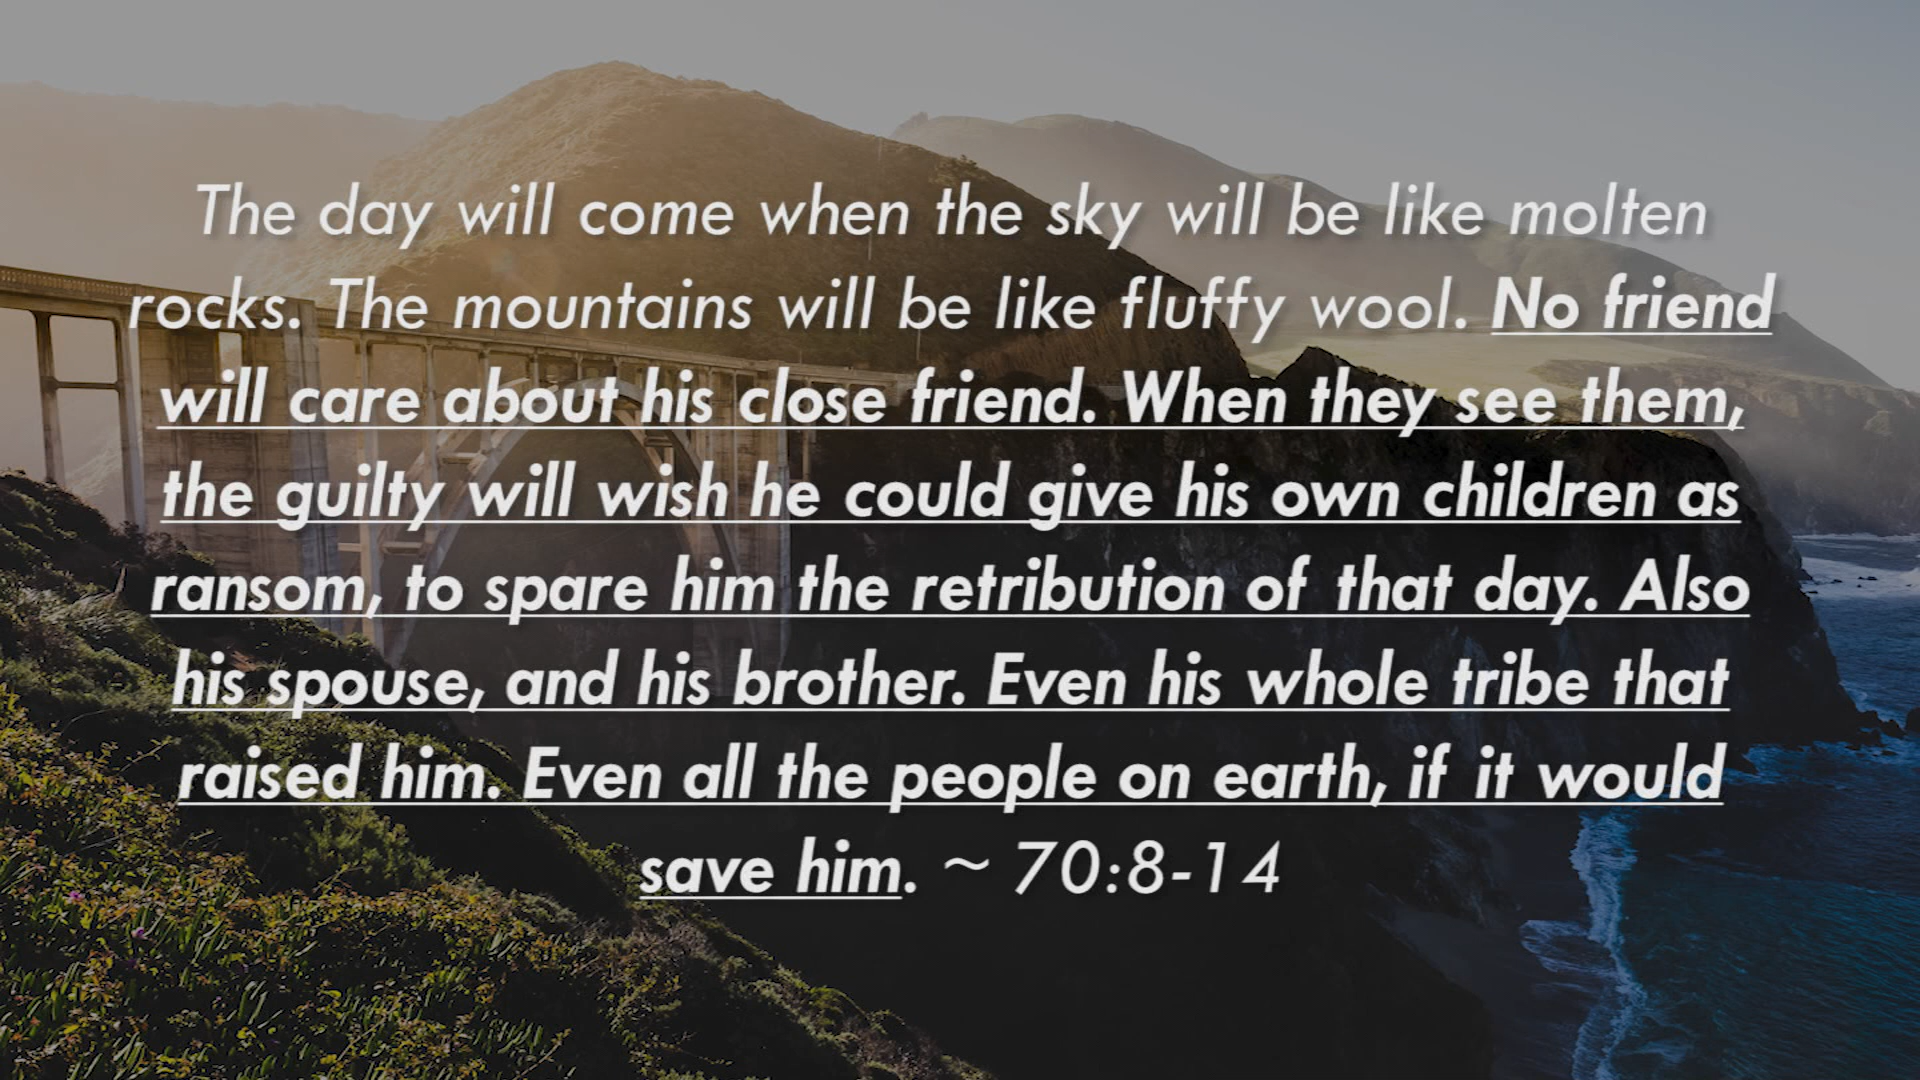 The day will come when the sky will be like molten
rocks. The mountains will be like fluffy wool. No friend
will care about his close friend. When they see them,
the guilty will wish he could give his own children as
ransom, to spare him the retribution of that day. Also
his spouse, and his brother. Even his whole tribe that
raised him. Even all the people on earth, if it would
save him. ~ 70:8-14